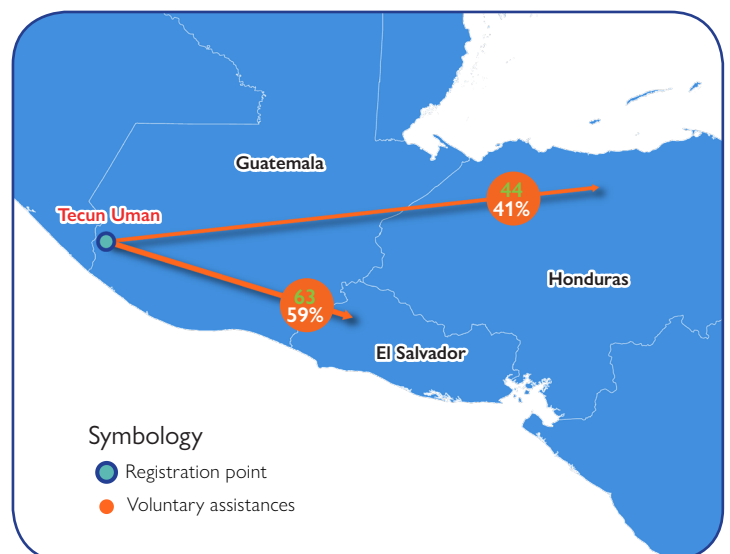 Guatemala
44
41%
Tecun Uman
Honduras
63
59%
El Salvador
Symbology
Registration point
Voluntary assistances